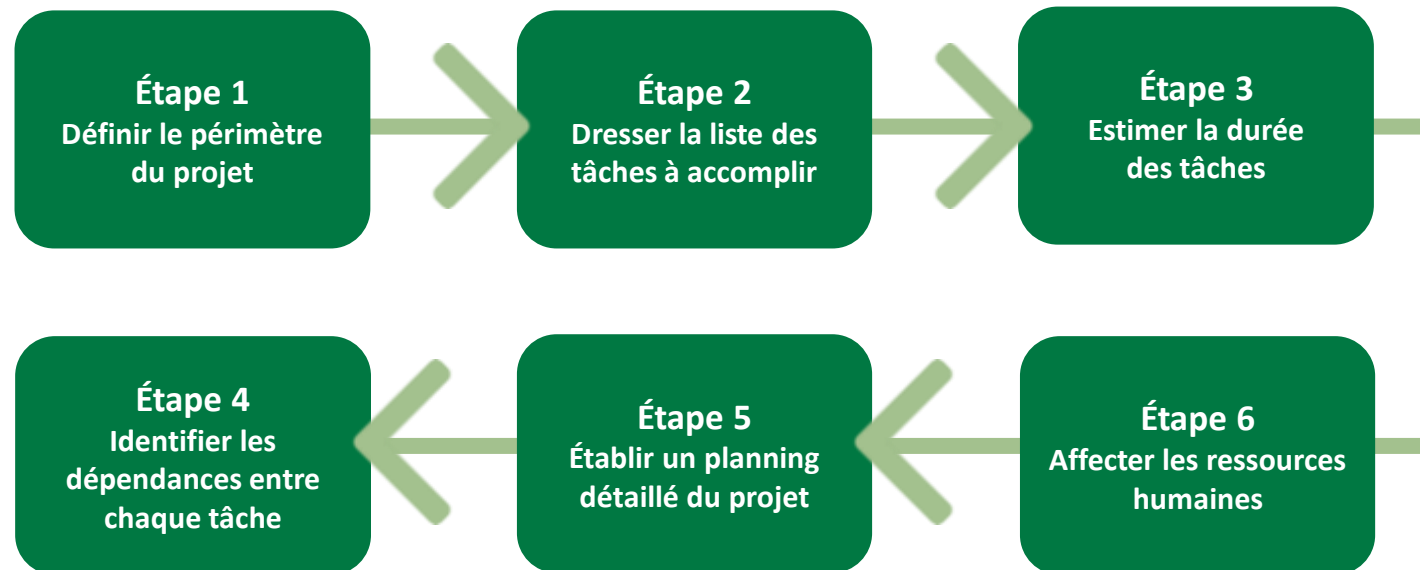 Étape 1
Définir le périmètre
du projet
Étape 2
Dresser la liste des
tâches à accomplir
Étape 3
Estimer la durée
des tâches
Étape 4
Identifier les
dépendances entre
chaque tâche
Étape 5
Établir un planning
détaillé du projet
Étape 6
Affecter les ressources
humaines